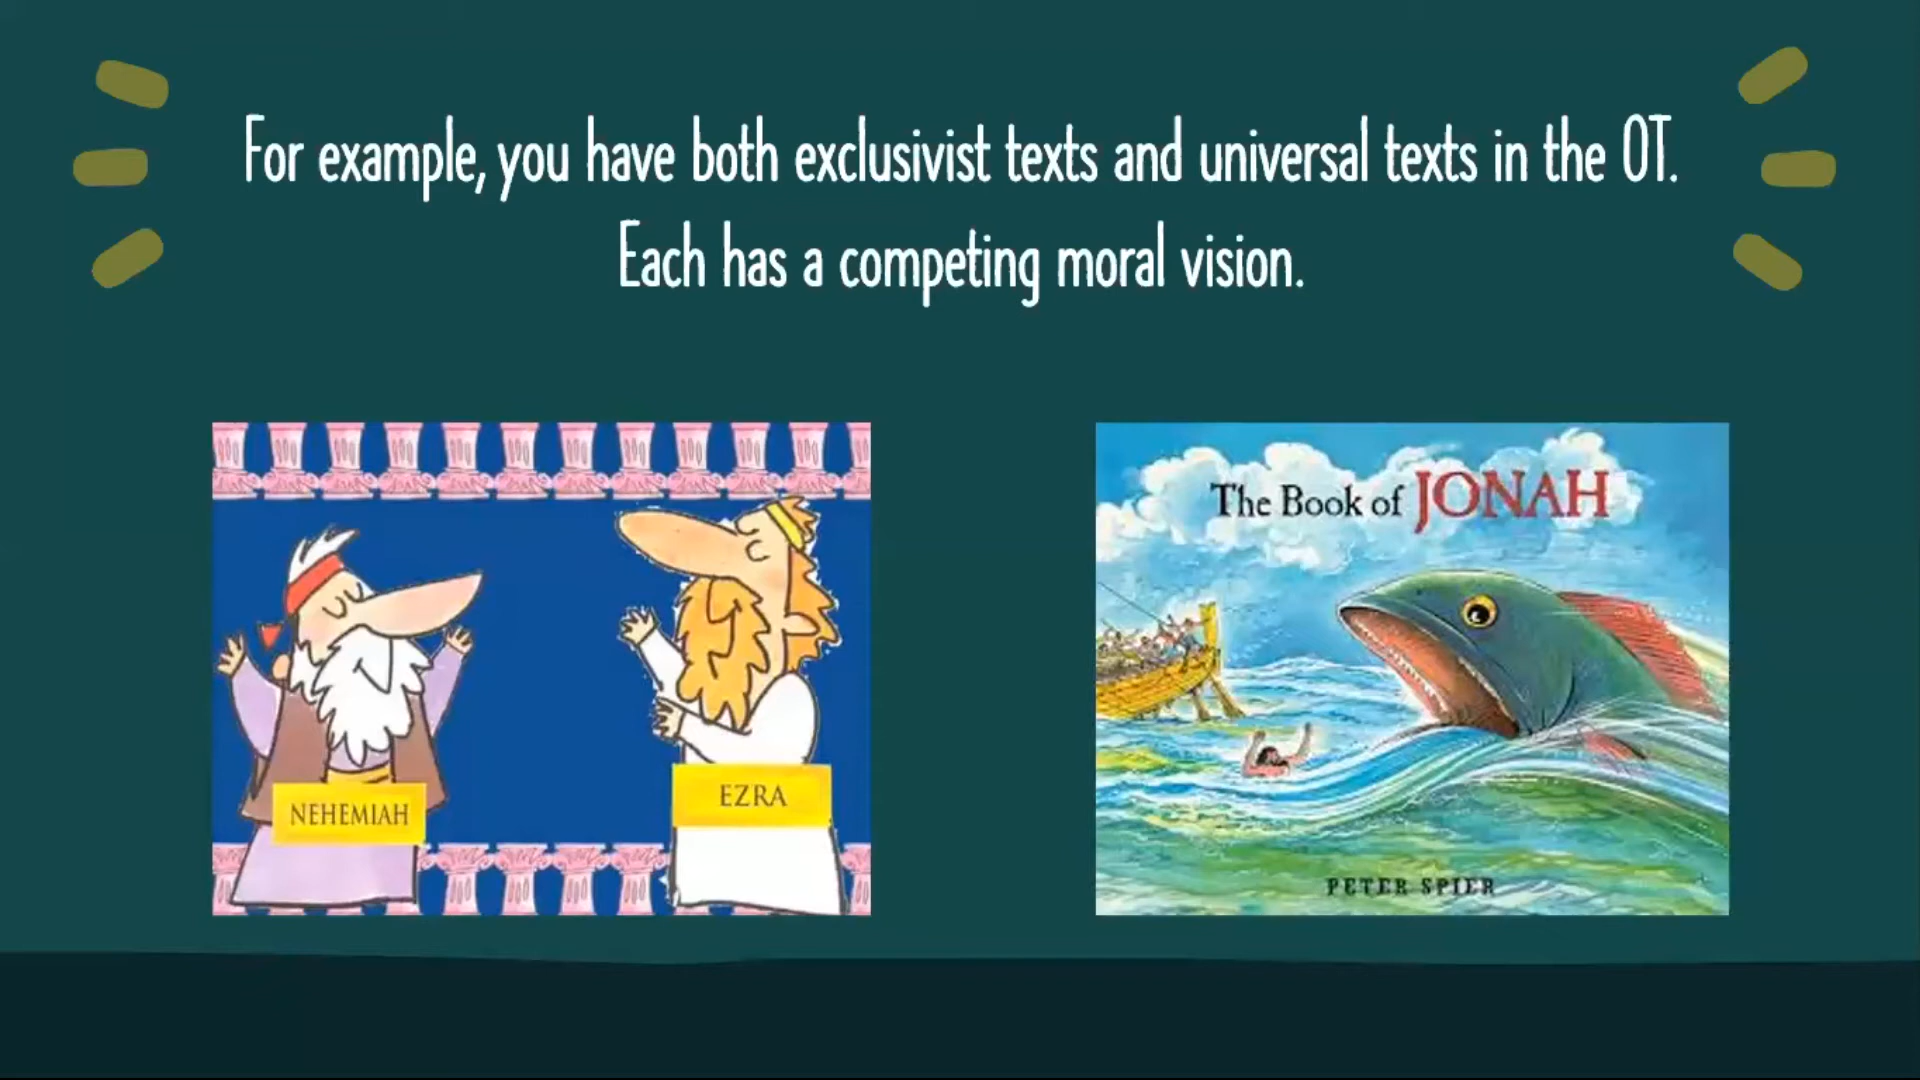 For example, you have both exclusivist texts and universal texts in the OT.
Each has a competing moral vision.
NEHEMIAH
EZRA
The Book of JONAH
PETER SPIER